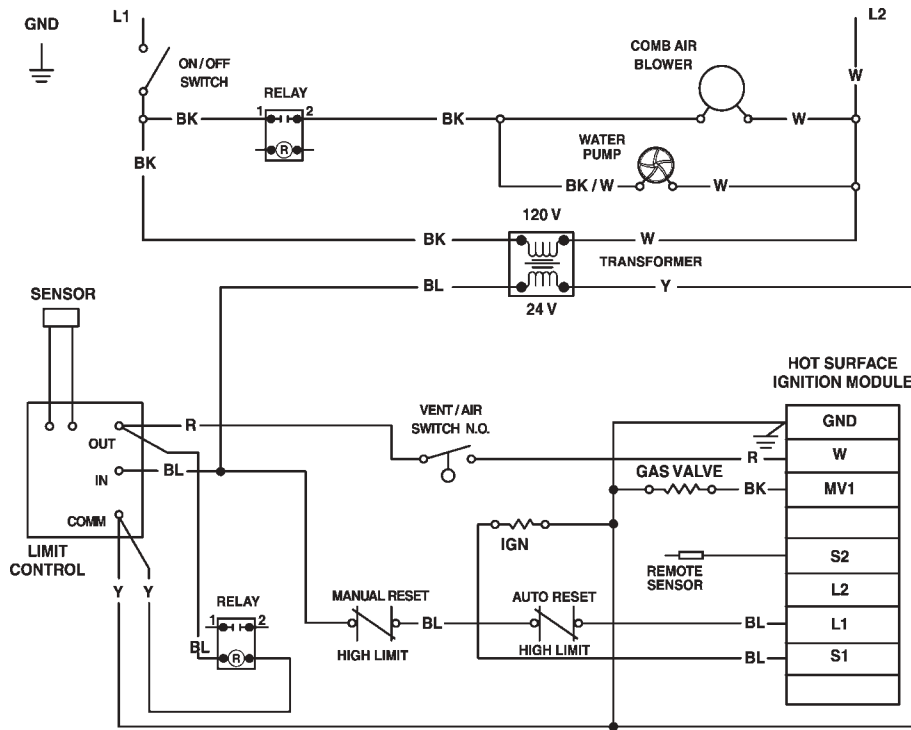 GND
L1
L2
ON / OFF
SWITCH
RELAY
1
2
R
BK
BK
BK
COMB AIR
BLOWER
W
W
WATER
PUMP
BK / W
W
120 V
BK
W
TRANSFORMER
BL
Y
24 V
SENSOR
HOT SURFACE
IGNITION MODULE
OUT
R
VENT / AIR
SWITCH N.O.
GND
IN
BL
R
W
GAS VALVE
BK
MV1
COMM
IGN
LIMIT
CONTROL
REMOTE
SENSOR
S2
L2
Y
Y
RELAY
1
2
BL
R
MANUAL RESET
HIGH LIMIT
BL
AUTO RESET
HIGH LIMIT
BL
L1
BL
S1